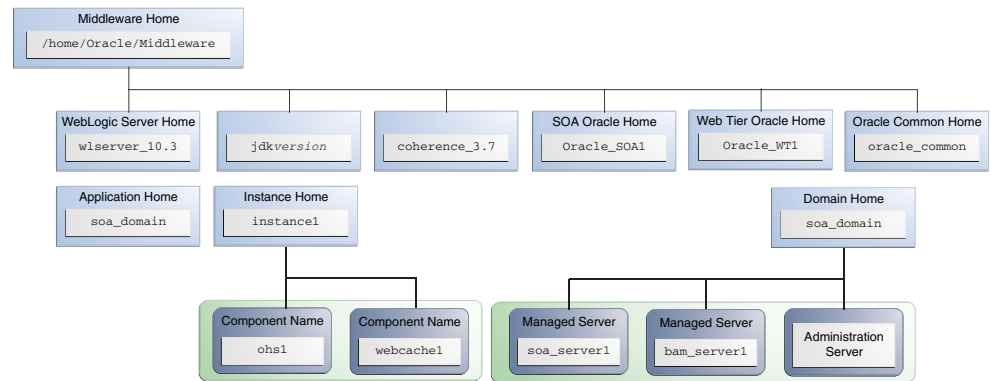 Middleware Home
/home/Oracle/Middleware
WebLogic Server Home
wlserver_10.3
jdkversion
coherence_3.7
SOA Oracle Home
Oracle_SOA1
Web Tier Oracle Home
Oracle_WT1
Oracle Common Home
oracle_common
Application Home
soa_domain
Instance Home
instance1
Domain Home
soa_domain
Component Name
ohs1
Component Name
webcache1
Managed Server
soa_server1
Managed Server
bam_server1
Administration
Server